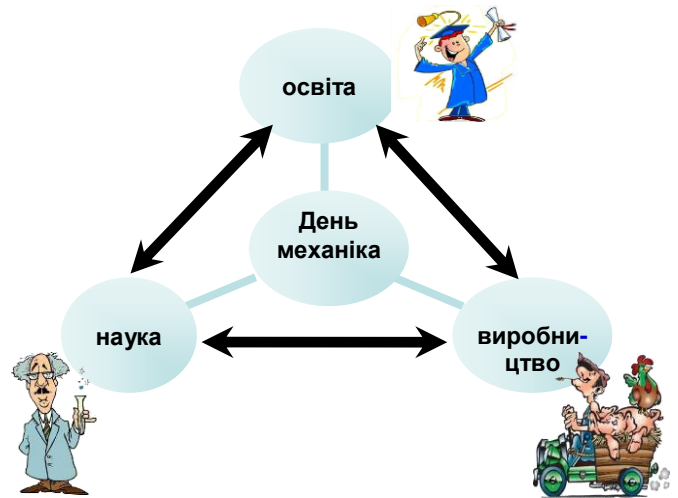 освіта
День
механіка
наука
виробни-
цтво